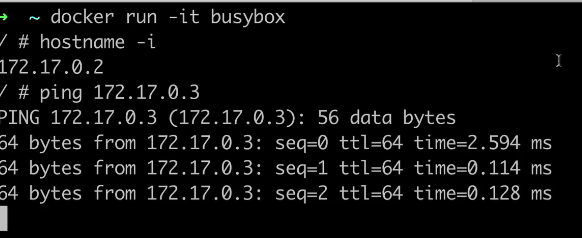 ➜ ~ docker run -it busybox
/ # hostname -i
172.17.0.2
/ # ping 172.17.0.3
PING 172.17.0.3 (172.17.0.3): 56 data bytes
64 bytes from 172.17.0.3: seq=0 ttl=64 time=2.594 ms
64 bytes from 172.17.0.3: seq=1 ttl=64 time=0.114 ms
64 bytes from 172.17.0.3: seq=2 ttl=64 time=0.128 ms